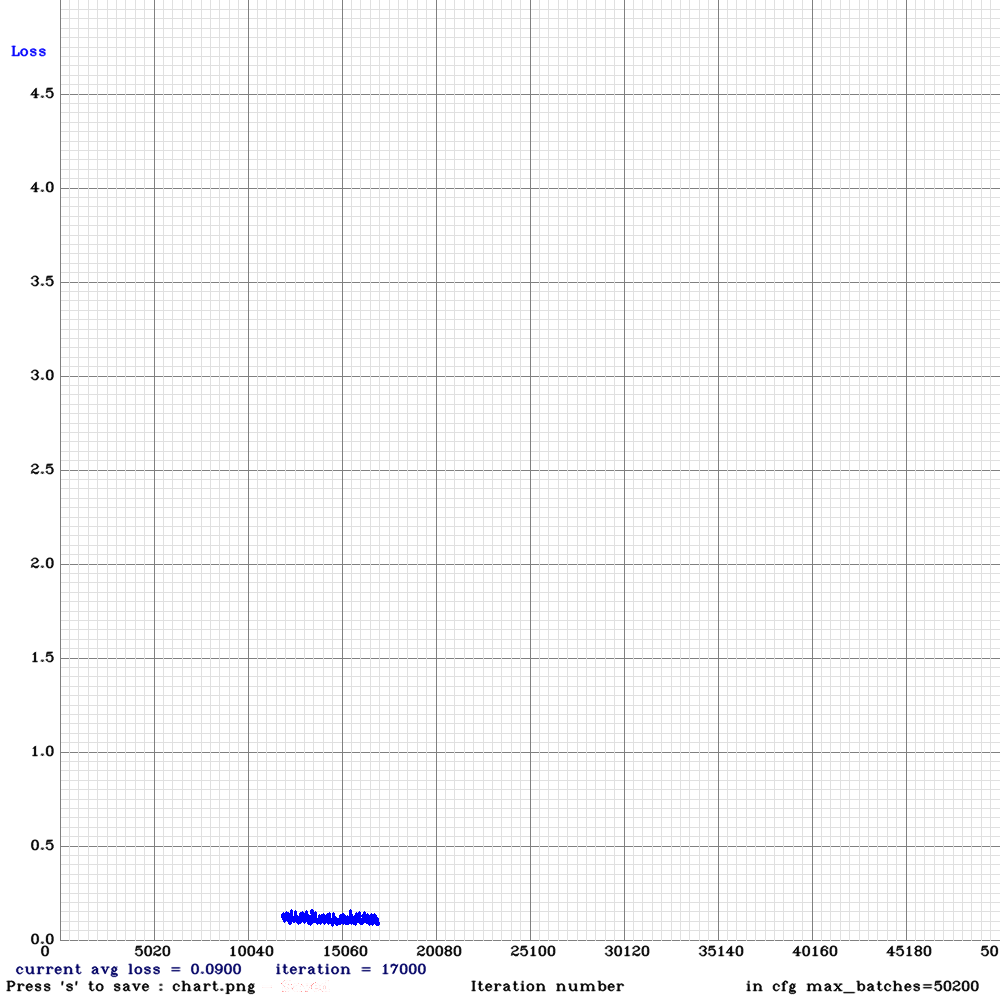 Loss
4.5
4.0
3.5
3.0
2.5
2.0
1.5
1.0
0.5
0.0
0 5020 10040 15060 20080 25100 30120 35140 40160 45180 50
current avg loss = 0.0900 iteration = 17000
Press 's' to save : chart.png Iteration number in cfg max_batches=50200